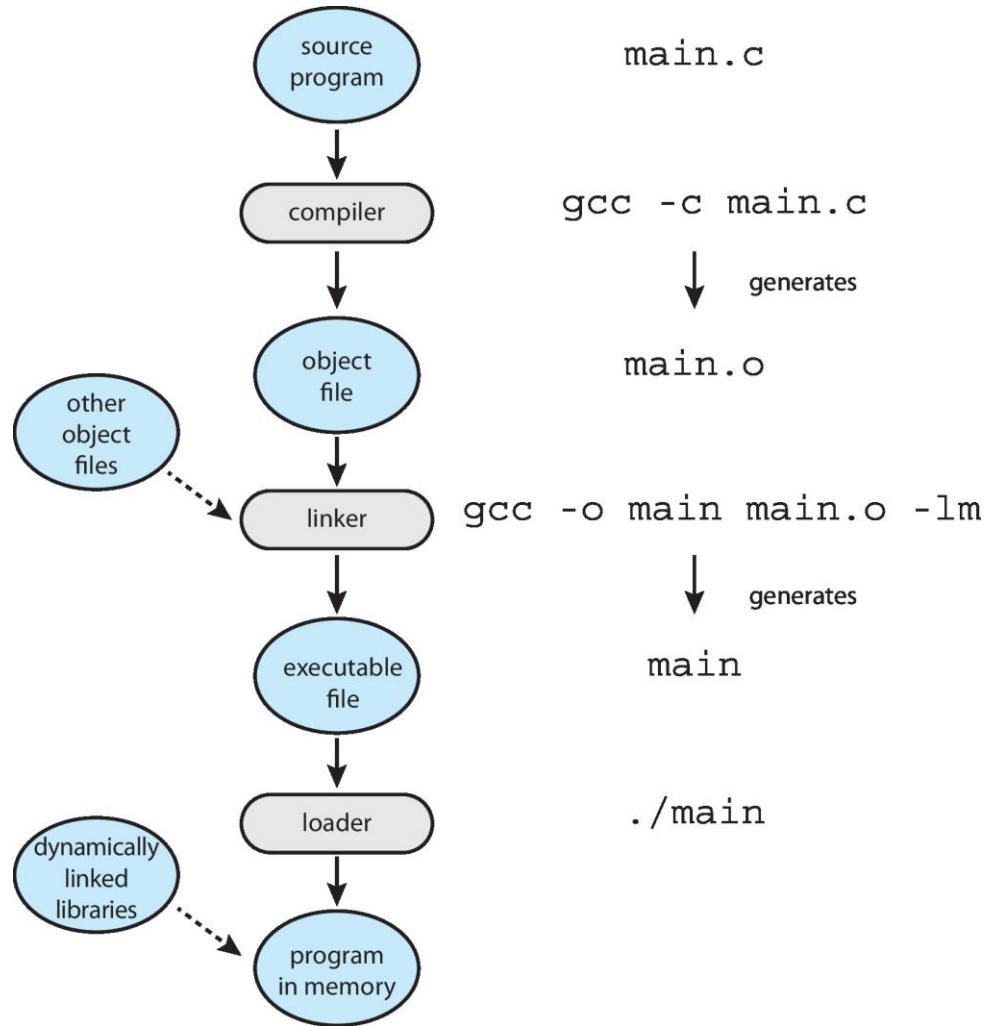 source
program
main.c
compiler
gcc -c main.c
generates
object
file
main.o
other
object
files
linker
gcc -o main main.o -lm
generates
executable
file
main
loader
./main
dynamically
linked
libraries
program
in memory